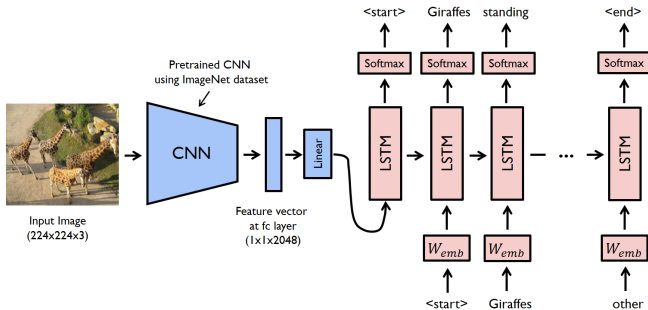 <start>
Giraffes
standing
<end>
Pretrained CNN
using ImageNet dataset
Softmax
Softmax
Softmax
Softmax
CNN
Linear
LSTM
LSTM
LSTM
...
LSTM
Input Image
(224x224x3)
Feature vector
at fc layer
(1x1x2048)
W_emb
W_emb
W_emb
<start>
Giraffes
other